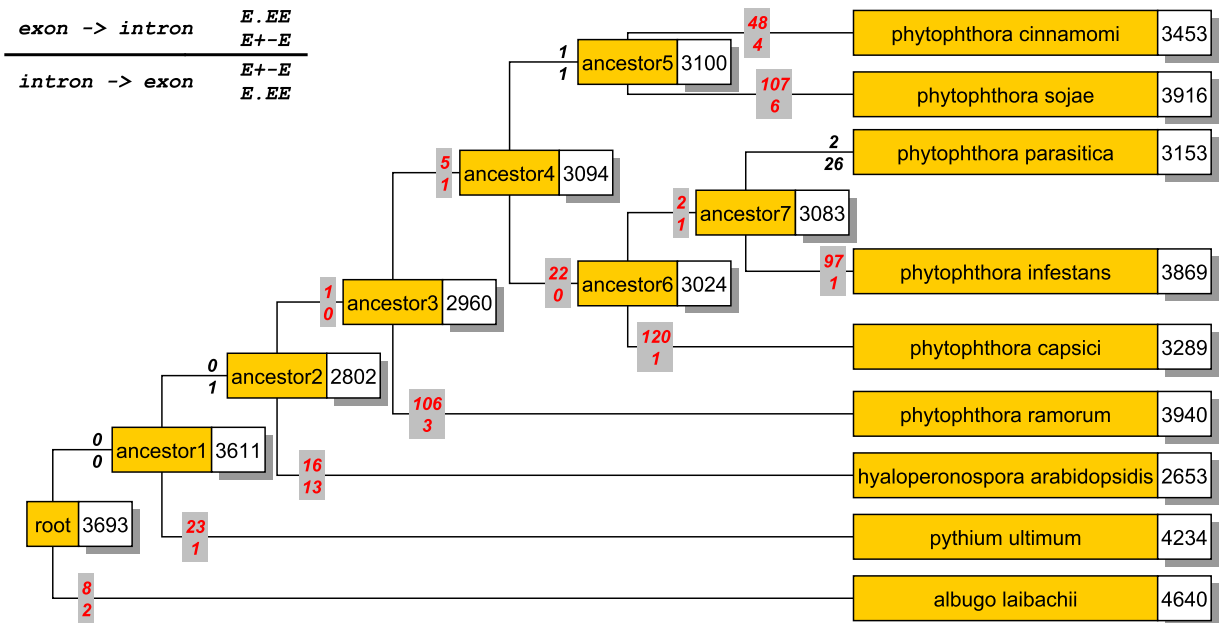 exon -> intron
E.EE
E+-E
intron -> exon
E+-E
E.EE
48
4
phytophthora cinnamomi 3453
1
1
ancestor5 3100
107
6
phytophthora sojae 3916
2
26
phytophthora parasitica 3153
5
1
ancestor4 3094
2
1
ancestor7 3083
97
1
phytophthora infestans 3869
22
0
ancestor6 3024
1
0
ancestor3 2960
120
1
phytophthora capsici 3289
0
1
ancestor2 2802
106
3
phytophthora ramorum 3940
0
0
ancestor1 3611
16
13
hyaloperonospora arabidopsidis 2653
root 3693
23
1
pythium ultimum 4234
8
2
albugo laibachii 4640